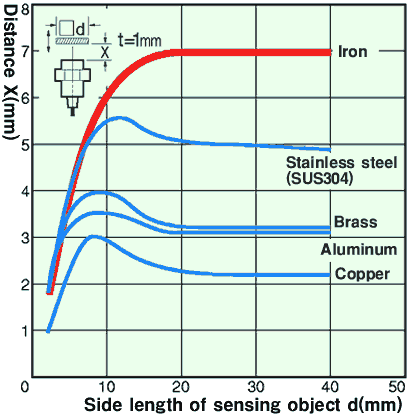 Distance X(mm)
8
7
6
5
4
3
2
1
0
10
20
30
40
50
d
X
t=1mm
Iron
Stainless steel
(SUS304)
Brass
Aluminum
Copper
Side length of sensing object d(mm)